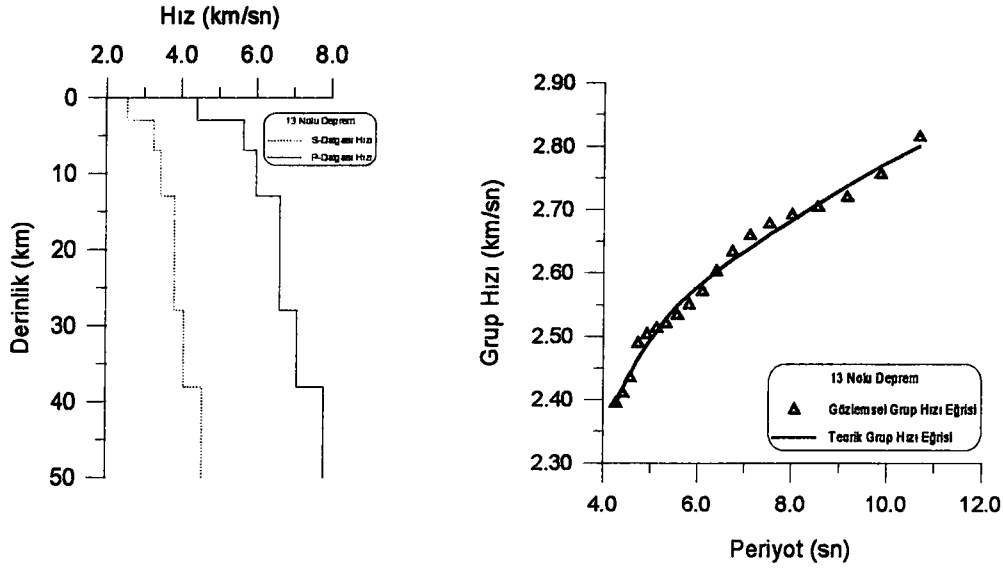 Hız (km/sn)
2.0 4.0 6.0 8.0
0
10
20
30
40
50
Derinlik (km)
13 Nolu Deprem
S-Dalgası Hızı
P-Dalgası Hızı
2.90
2.80
2.70
2.60
2.50
2.40
2.30
Grup Hızı (km/sn)
13 Nolu Deprem
Gözlemsel Grup Hızı Eğrisi
Teorik Grup Hızı Eğrisi
4.0 6.0 8.0 10.0 12.0
Periyot (sn)